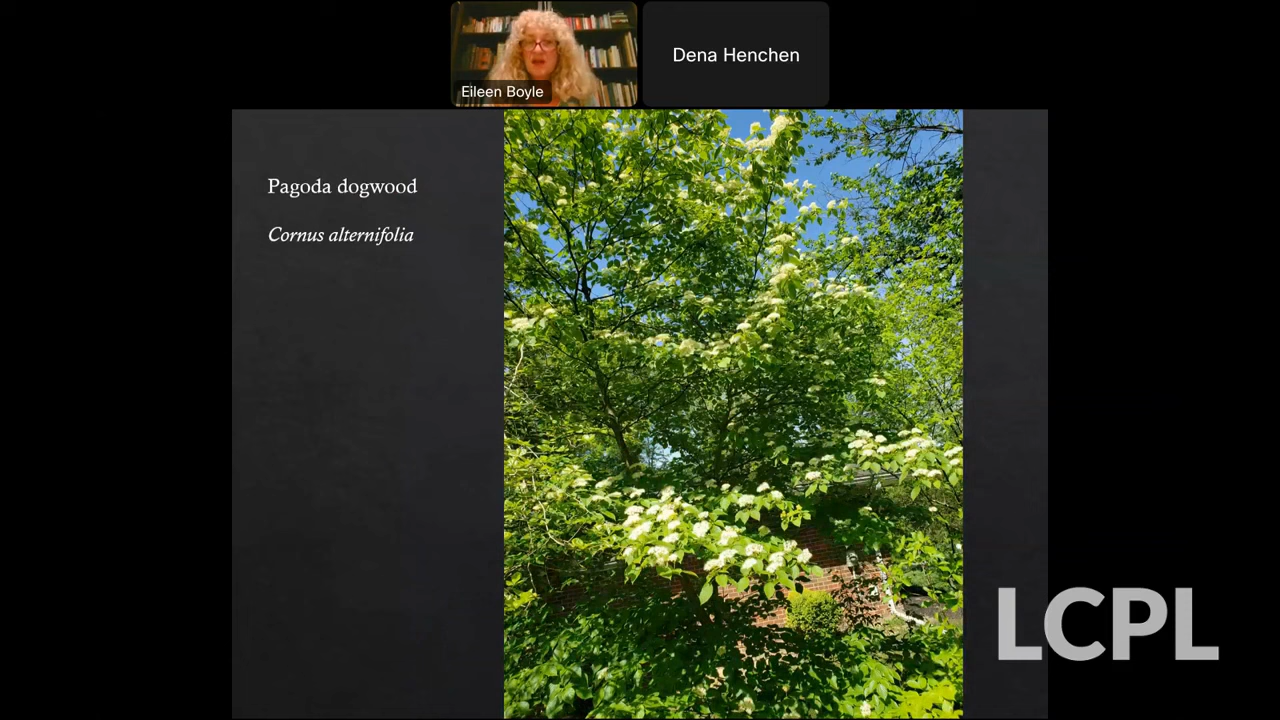 Eileen Boyle
Dena Henchen
Pagoda dogwood
Cornus alternifolia
LCPL